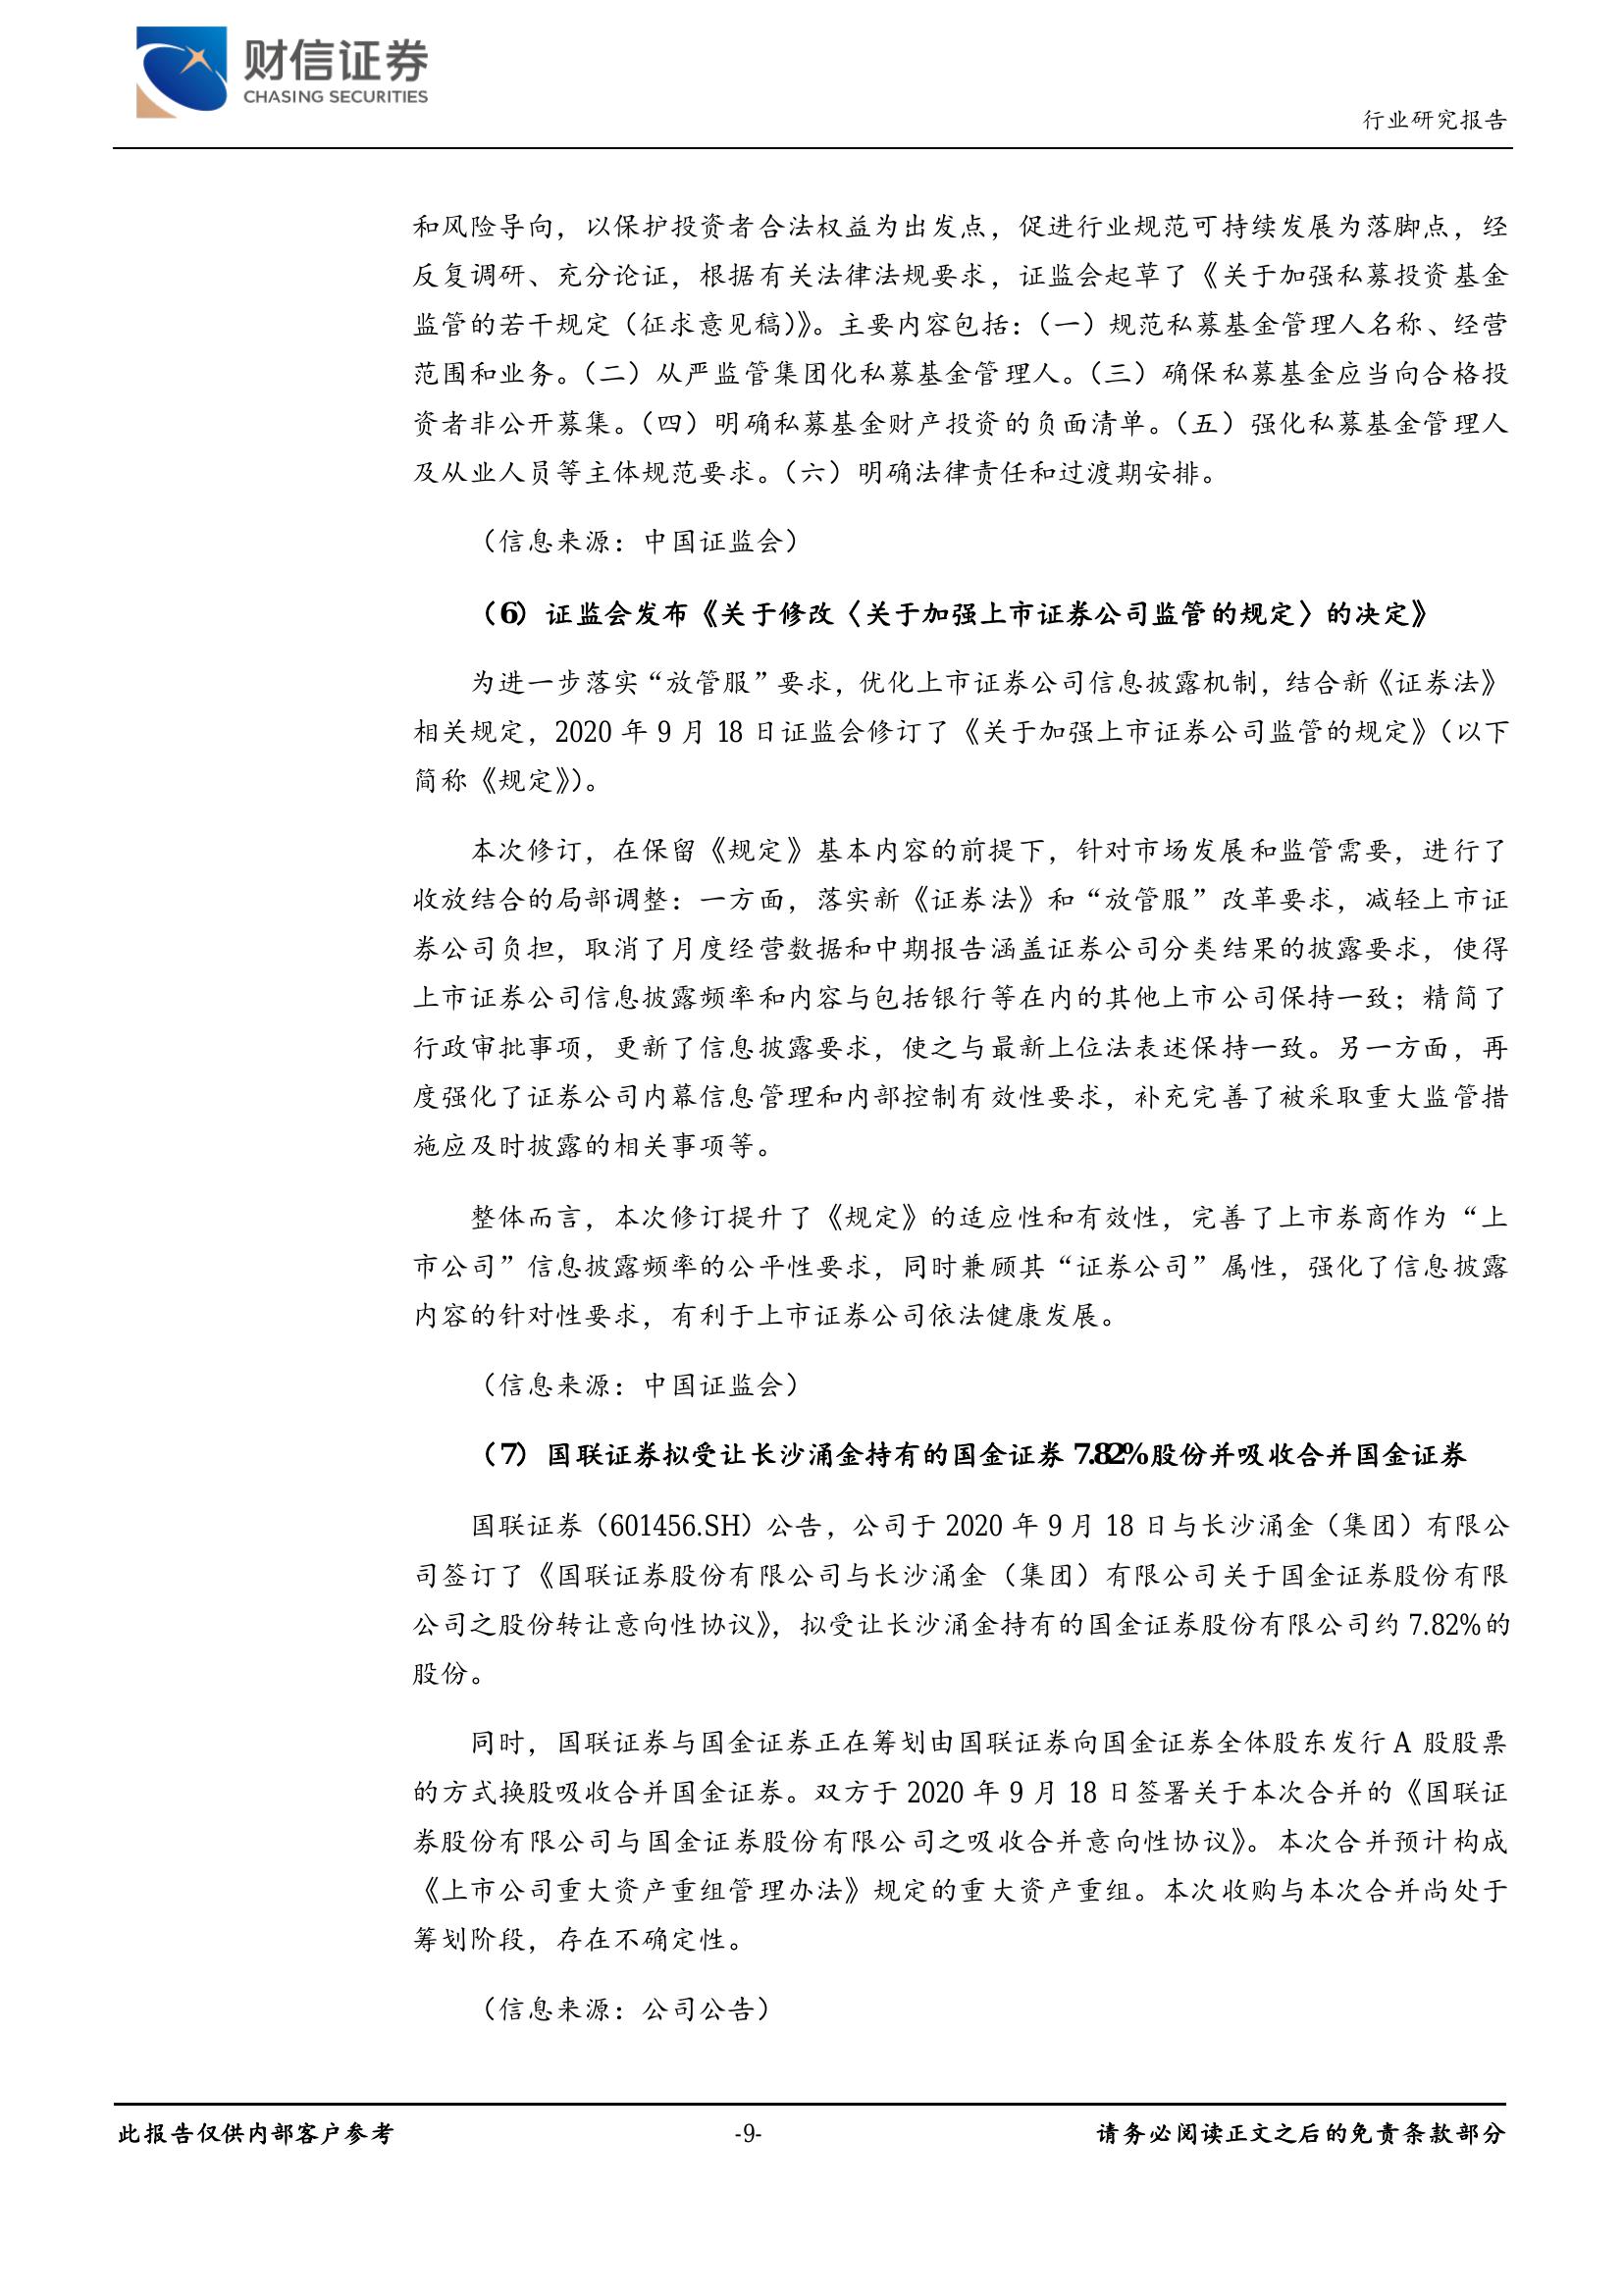 财信证券
CHASING SECURITIES
行业研究报告
和风险导向，以保护投资者合法权益为出发点，促进行业规范可持续发展为落脚点，经
反复调研、充分论证，根据有关法律法规要求，证监会起草了《关于加强私募投资基金
监管的若干规定（征求意见稿）》。主要内容包括：（一）规范私募基金管理人名称、经营
范围和业务。（二）从严监管集团化私募基金管理人。（三）确保私募基金应当向合格投
资者非公开募集。（四）明确私募基金财产投资的负面清单。（五）强化私募基金管理人
及从业人员等主体规范要求。（六）明确法律责任和过渡期安排。
（信息来源：中国证监会）
（6）证监会发布《关于修改〈关于加强上市证券公司监管的规定〉的决定》
为进一步落实“放管服”要求，优化上市证券公司信息披露机制，结合新《证券法》
相关规定，2020 年 9 月 18 日证监会修订了《关于加强上市证券公司监管的规定》（以下
简称《规定》）。
本次修订，在保留《规定》基本内容的前提下，针对市场发展和监管需要，进行了
收放结合的局部调整：一方面，落实新《证券法》和“放管服”改革要求，减轻上市证
券公司负担，取消了月度经营数据和中期报告涵盖证券公司分类结果的披露要求，使得
上市证券公司信息披露频率和内容与包括银行等在内的其他上市公司保持一致；精简了
行政审批事项，更新了信息披露要求，使之与最新上位法表述保持一致。另一方面，再
度强化了证券公司内幕信息管理和内部控制有效性要求，补充完善了被采取重大监管措
施应及时披露的相关事项等。
整体而言，本次修订提升了《规定》的适应性和有效性，完善了上市券商作为“上
市公司”信息披露频率的公平性要求，同时兼顾其“证券公司”属性，强化了信息披露
内容的针对性要求，有利于上市证券公司依法健康发展。
（信息来源：中国证监会）
（7）国联证券拟受让长沙涌金持有的国金证券 7.82%股份并吸收合并国金证券
国联证券（601456.SH）公告，公司于 2020 年 9 月 18 日与长沙涌金（集团）有限公
司签订了《国联证券股份有限公司与长沙涌金（集团）有限公司关于国金证券股份有限
公司之股份转让意向性协议》，拟受让长沙涌金持有的国金证券股份有限公司约 7.82%的
股份。
同时，国联证券与国金证券正在筹划由国联证券向国金证券全体股东发行 A 股股票
的方式换股吸收合并国金证券。双方于 2020 年 9 月 18 日签署关于本次合并的《国联证
券股份有限公司与国金证券股份有限公司之吸收合并意向性协议》。本次合并预计构成
《上市公司重大资产重组管理办法》规定的重大资产重组。本次收购与本次合并尚处于
筹划阶段，存在不确定性。
（信息来源：公司公告）
此报告仅供内部客户参考
-9-
请务必阅读正文之后的免责条款部分